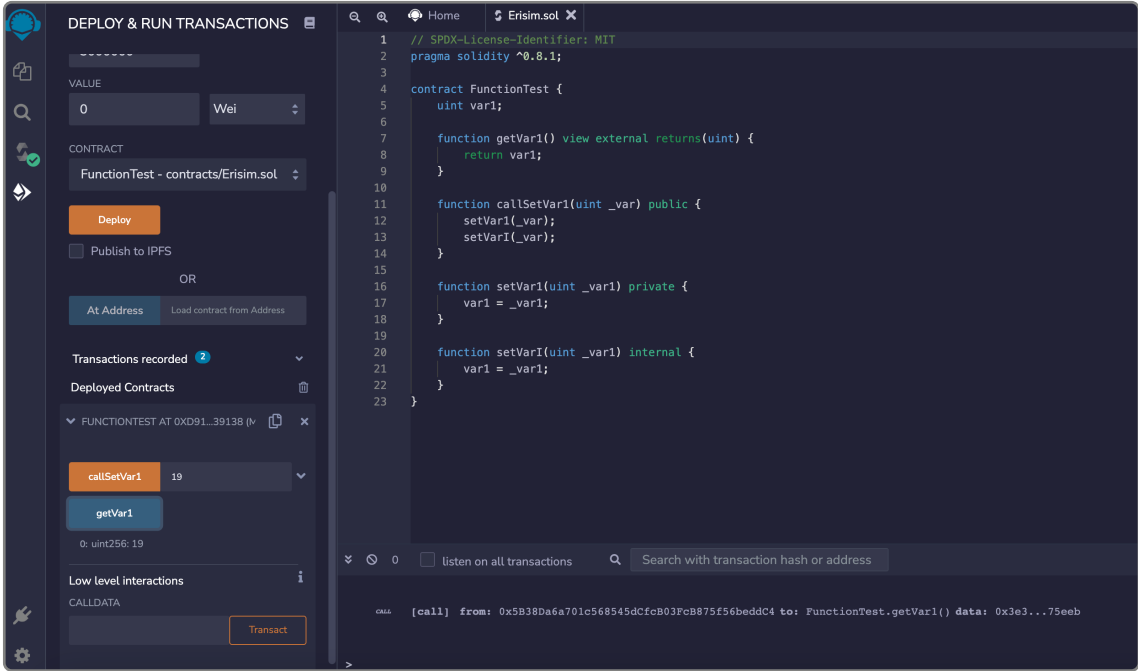 DEPLOY & RUN TRANSACTIONS
VALUE
0
Wei
CONTRACT
FunctionTest - contracts/Erisim.sol
Deploy
Publish to IPFS
OR
At Address
Load contract from Address
Transactions recorded 2
Deployed Contracts
FUNCTIONTEST AT 0XD91...39138 (M
callSetVar1
19
getVar1
0: uint256: 19
Low level interactions
i
CALLDATA
Transact
Home
Erisim.sol
1 // SPDX-License-Identifier: MIT
2 pragma solidity ^0.8.1;
3
4 contract FunctionTest {
5 uint var1;
6
7 function getVar1() view external returns(uint) {
8 return var1;
9 }
10
11 function callSetVar1(uint _var) public {
12 setVar1(_var);
13 setVarI(_var);
14 }
15
16 function setVar1(uint _var1) private {
17 var1 = _var1;
18 }
19
20 function setVarI(uint _var1) internal {
21 var1 = _var1;
22 }
23 }
0
listen on all transactions
Search with transaction hash or address
CALL [call] from: 0x5B38Da6a701c568545dCfcB03FcB875f56beddC4 to: FunctionTest.getVar1() data: 0x3e3...75eeb
>